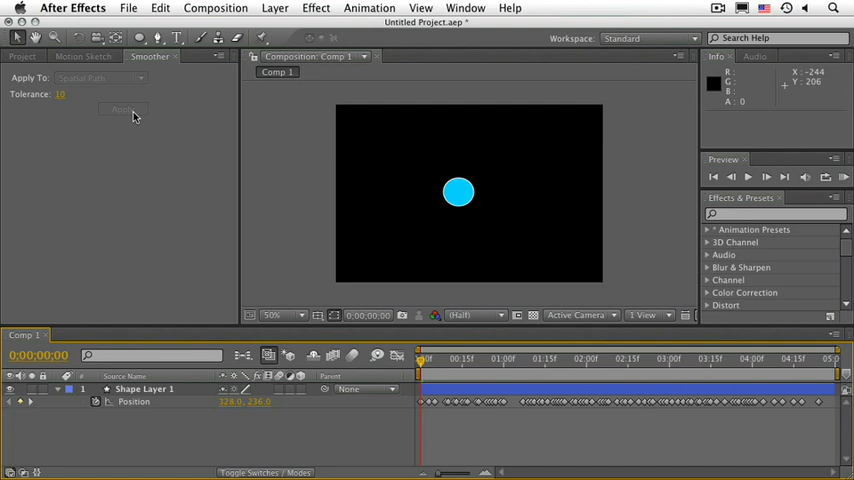 After Effects File Edit Composition Layer Effect Animation View Window Help
Untitled Project.aep *
Workspace: Standard Search Help
Project Motion Sketch Smoother Composition: Comp 1 Info Audio
Apply To: Spatial Path Comp 1
Tolerance: 10
Apply
R:
G:
B:
A: 0
X: -244
Y: 206
Preview
Effects & Presets
* Animation Presets
3D Channel
Audio
Blur & Sharpen
Channel
Color Correction
Distort
50% 0;00;00;00 (Half) Active Camera 1 View
Comp 1
0;00;00;00 00:15f 01:00f 01:15f 02:00f 02:15f 03:00f 03:15f 04:00f 04:15f 05:0
# Source Name Parent
1 Shape Layer 1 None
Position 328.0, 236.0
Toggle Switches / Modes